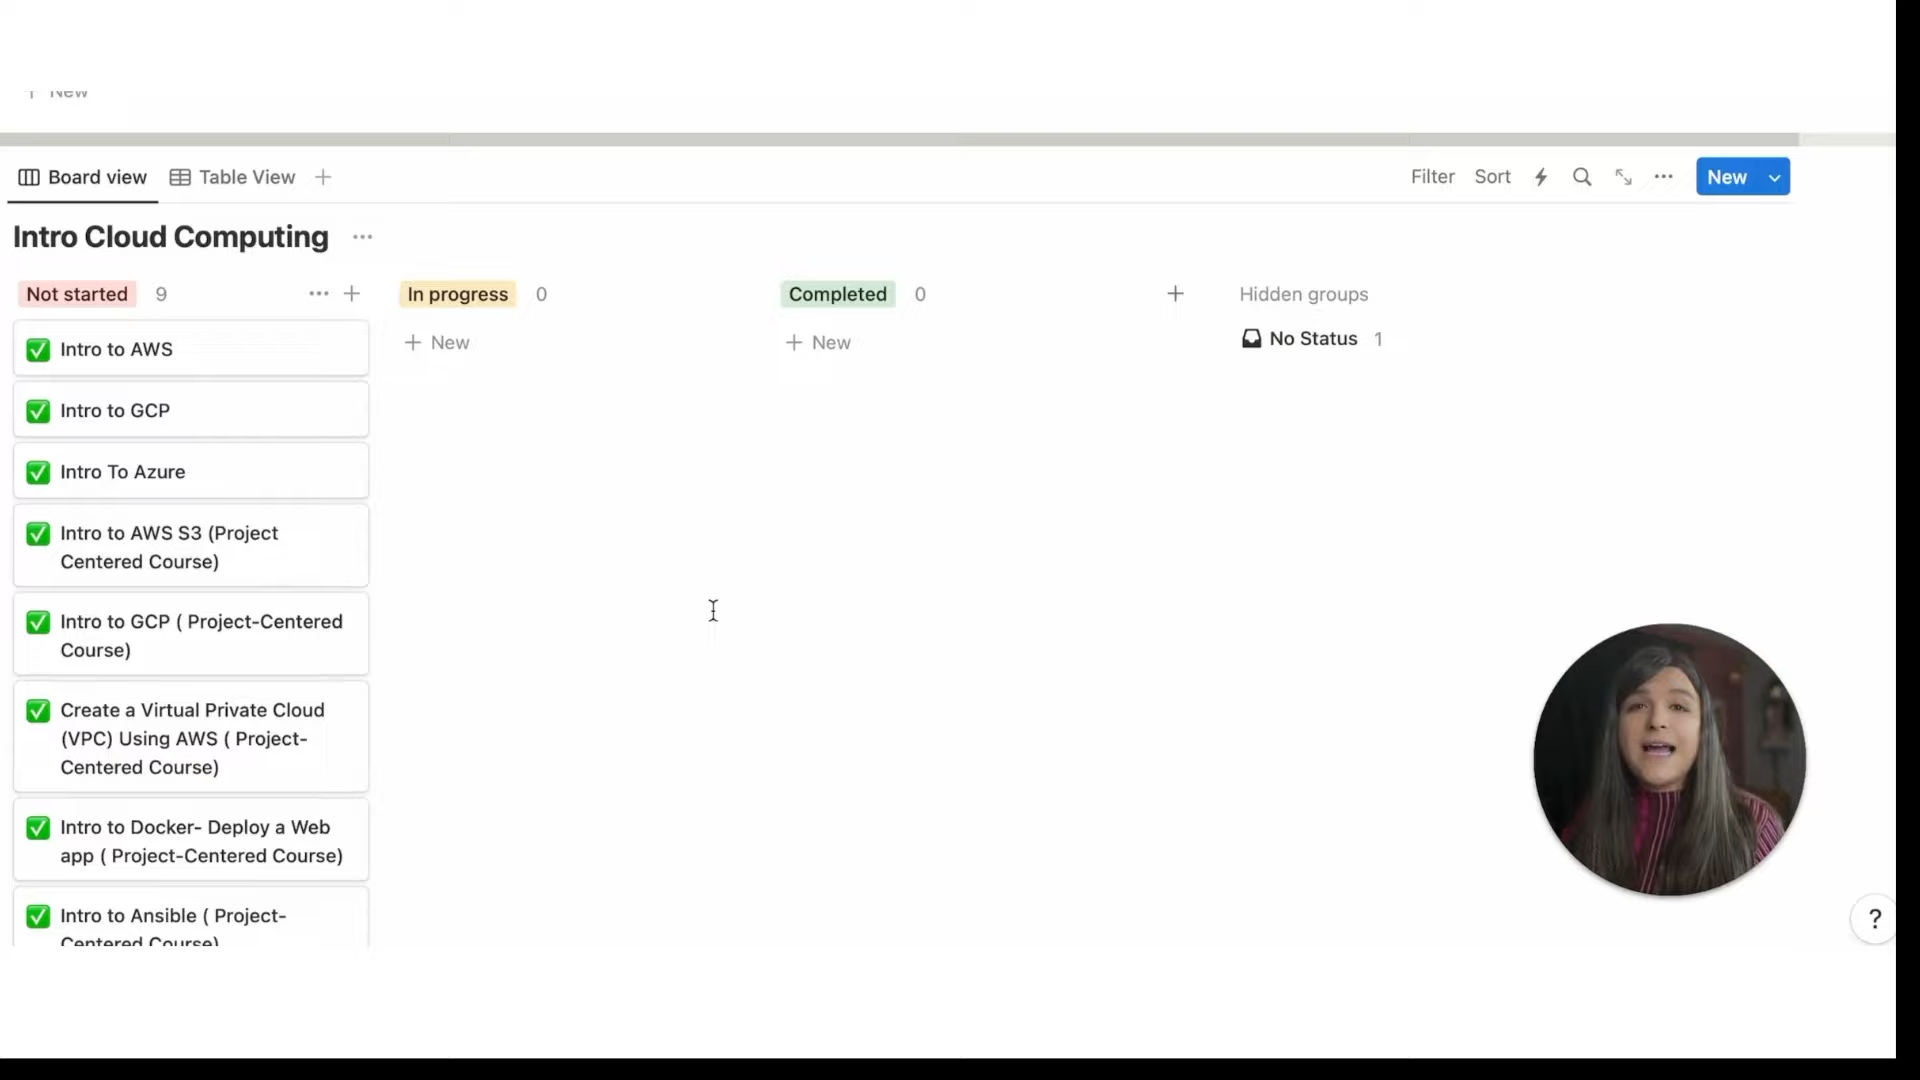 + New
Board view Table View +
Filter Sort New
Intro Cloud Computing
Not started 9
In progress 0
Completed 0
Hidden groups
+ New
+ New
No Status 1
Intro to AWS
Intro to GCP
Intro To Azure
Intro to AWS S3 (Project
Centered Course)
Intro to GCP ( Project-Centered
Course)
Create a Virtual Private Cloud
(VPC) Using AWS ( Project-
Centered Course)
Intro to Docker- Deploy a Web
app ( Project-Centered Course)
Intro to Ansible ( Project-
Centered Course)
?